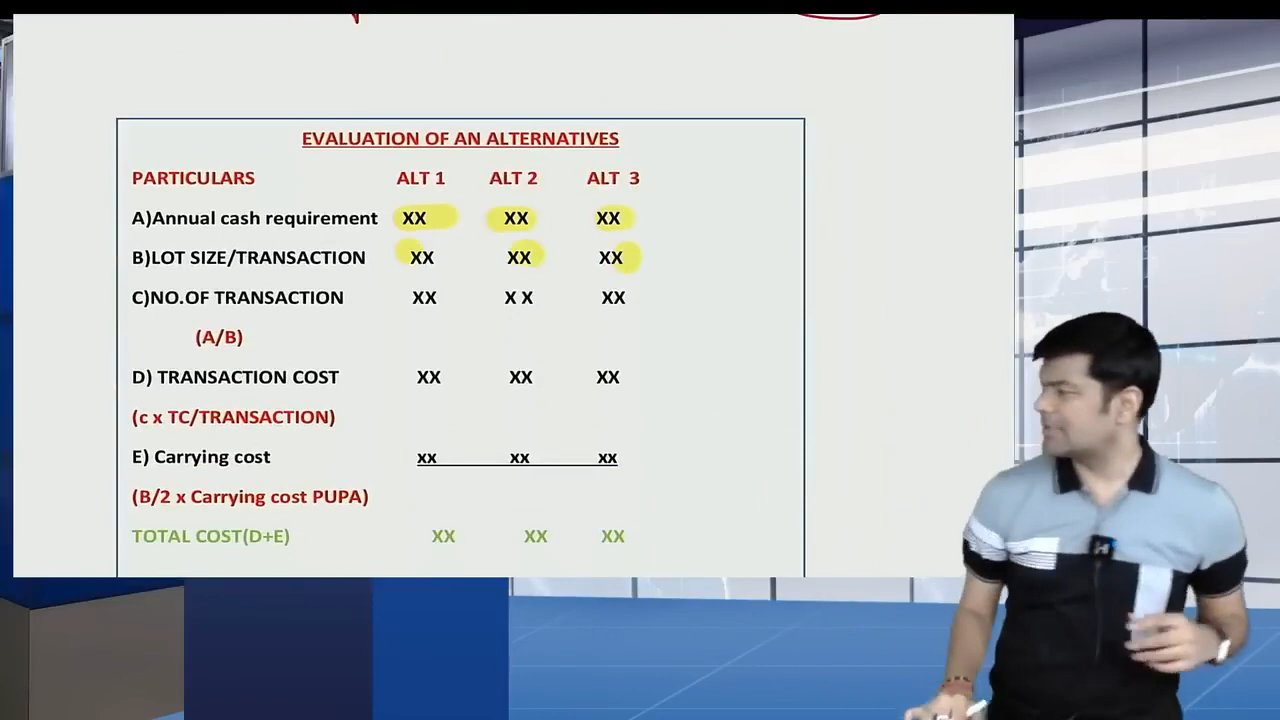 EVALUATION OF AN ALTERNATIVES
PARTICULARS ALT 1 ALT 2 ALT 3
A)Annual cash requirement XX XX XX
B)LOT SIZE/TRANSACTION XX XX XX
C)NO.OF TRANSACTION XX X X XX
(A/B)
D) TRANSACTION COST XX XX XX
(c x TC/TRANSACTION)
E) Carrying cost xx xx xx
(B/2 x Carrying cost PUPA)
TOTAL COST(D+E) XX XX XX